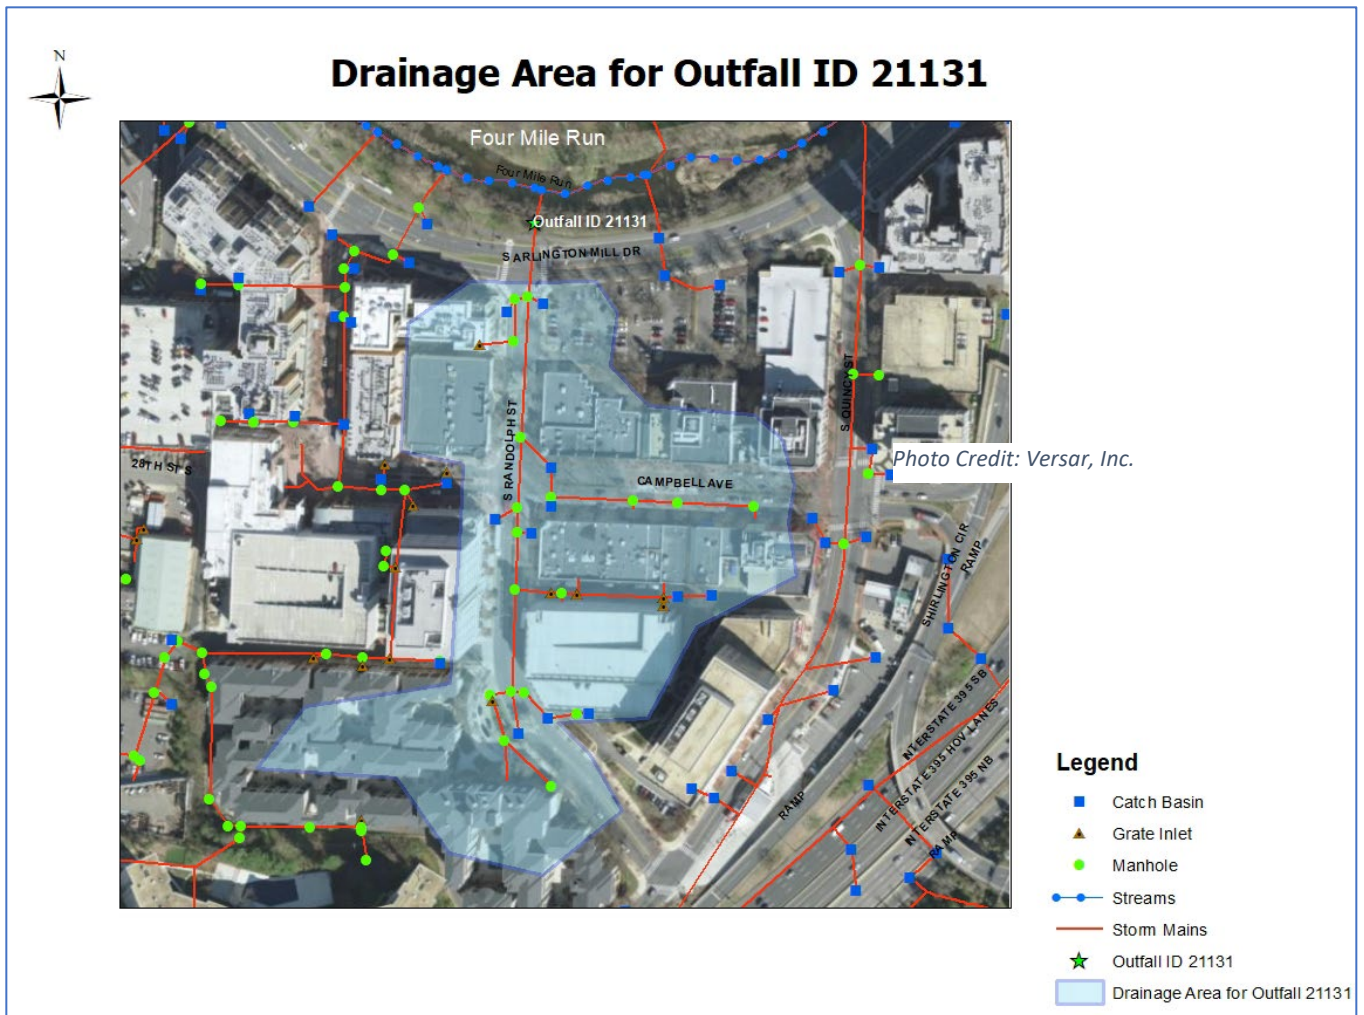 N
Drainage Area for Outfall ID 21131
Four Mile Run
Four Mile Run
Outfall ID 21131
S ARLINGTON MILL DR
S RANDOLPH ST
S QUINCY ST
28TH ST S
CAMPBELL AVE
Photo Credit: Versar, Inc.
SHIRLINGTON CIR
RAMP
INTERSTATE 395 SB
INTERSTATE 395 HOV LANES
INTERSTATE 395 NB
RAMP
RAMP
Legend
Catch Basin
Grate Inlet
Manhole
Streams
Storm Mains
Outfall ID 21131
Drainage Area for Outfall 21131